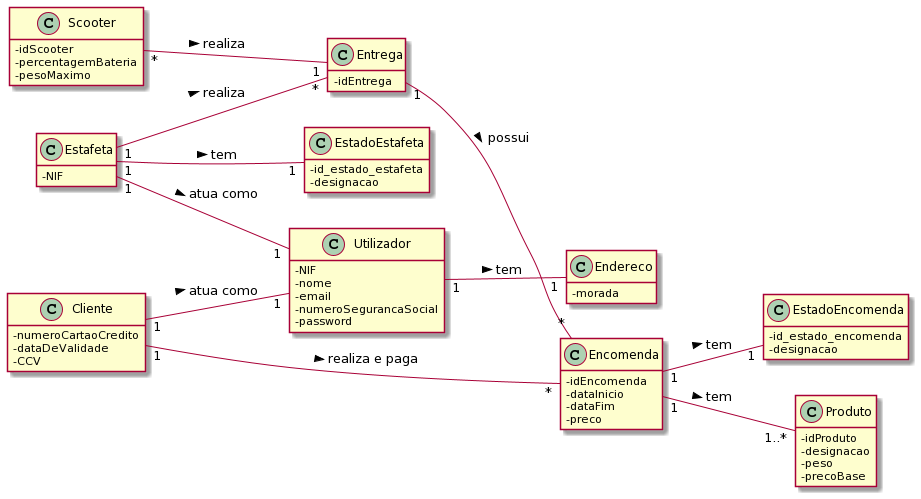 C Scooter
-idScooter
-percentagemBateria
-pesoMaximo
realiza
*
1
C Entrega
-idEntrega
realiza
1
*
1
possui
*
C Estafeta
-NIF
tem
1
1
C EstadoEstafeta
-id_estado_estafeta
-designacao
atua como
1
1
C Utilizador
-NIF
-nome
-email
-numeroSegurancaSocial
-password
tem
1
1
C Endereco
-morada
C Cliente
-numeroCartaoCredito
-dataDeValidade
-CCV
atua como
1
1
realiza e paga
1
*
C Encomenda
-idEncomenda
-dataInicio
-dataFim
-preco
tem
1
1
C EstadoEncomenda
-id_estado_encomenda
-designacao
tem
1
1..*
C Produto
-idProduto
-designacao
-peso
-precoBase